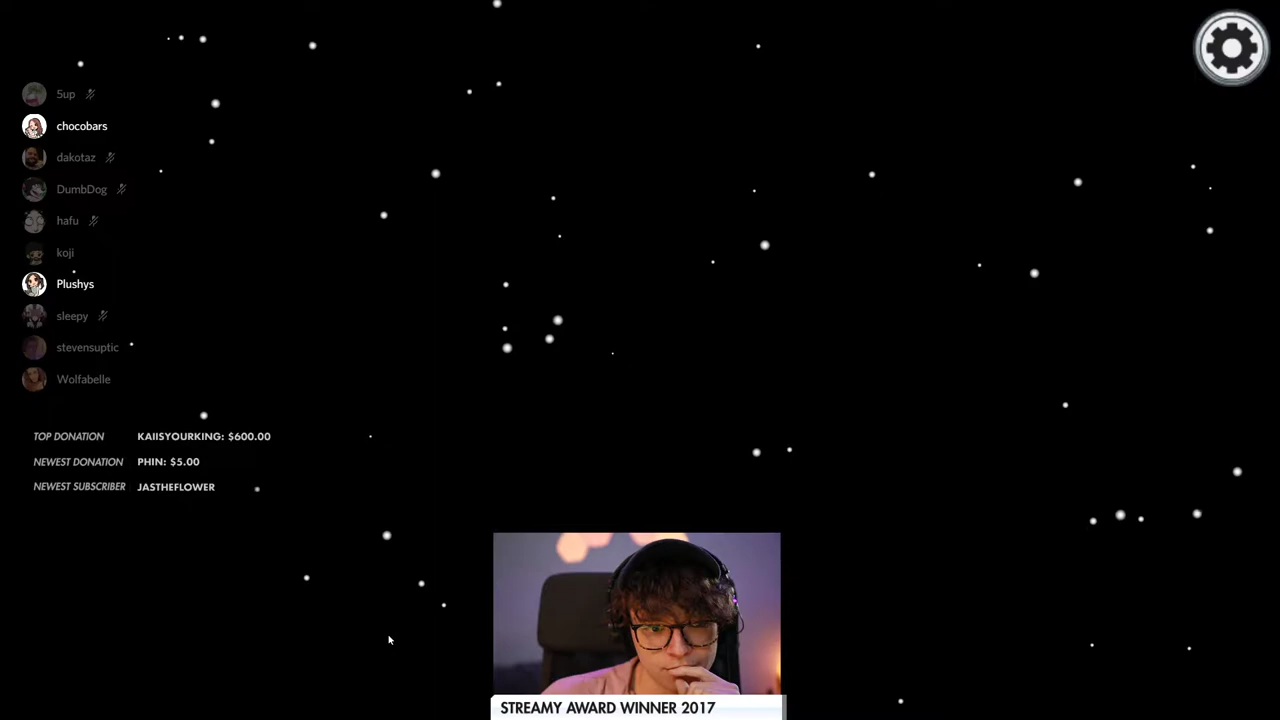 5up
chocobars
dakotaz
DumbDog
hafu
koji
Plushys
sleepy
stevensuptic
Wolfabelle
TOP DONATION KAIISYOURKING: $600.00
NEWEST DONATION PHIN: $5.00
NEWEST SUBSCRIBER JASTHEFLOWER
STREAMY AWARD WINNER 2017